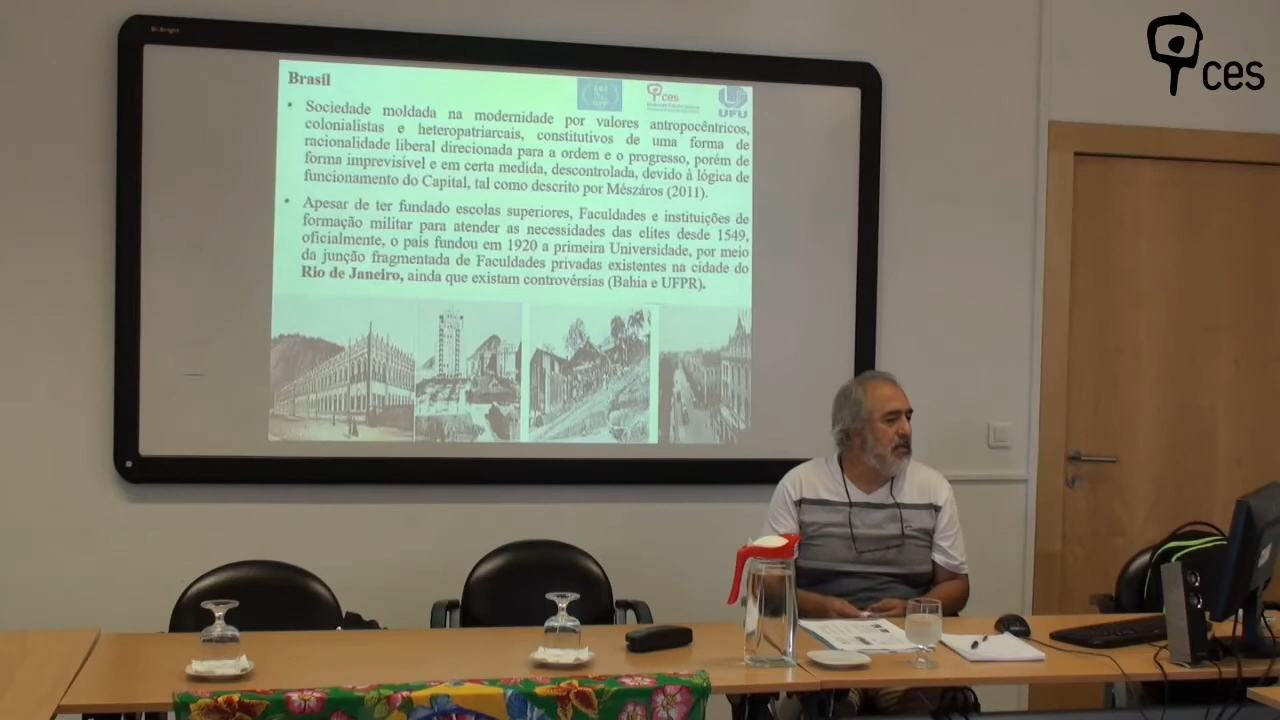 ces
Brasil
ces
UFU
• Sociedade moldada na modernidade por valores antropocêntricos,
colonialistas e heteropatriarcais, constitutivos de uma forma de
racionalidade liberal direcionada para a ordem e o progresso, porém de
forma imprevisível e em certa medida, descontrolada, devido à lógica de
funcionamento do Capital, tal como descrito por Mészáros (2011).
• Apesar de ter fundado escolas superiores, Faculdades e instituições de
formação militar para atender as necessidades das elites desde 1549,
oficialmente, o país fundou em 1920 a primeira Universidade, por meio
da junção fragmentada de Faculdades privadas existentes na cidade do
Rio de Janeiro, ainda que existam controvérsias (Bahia e UFPR).